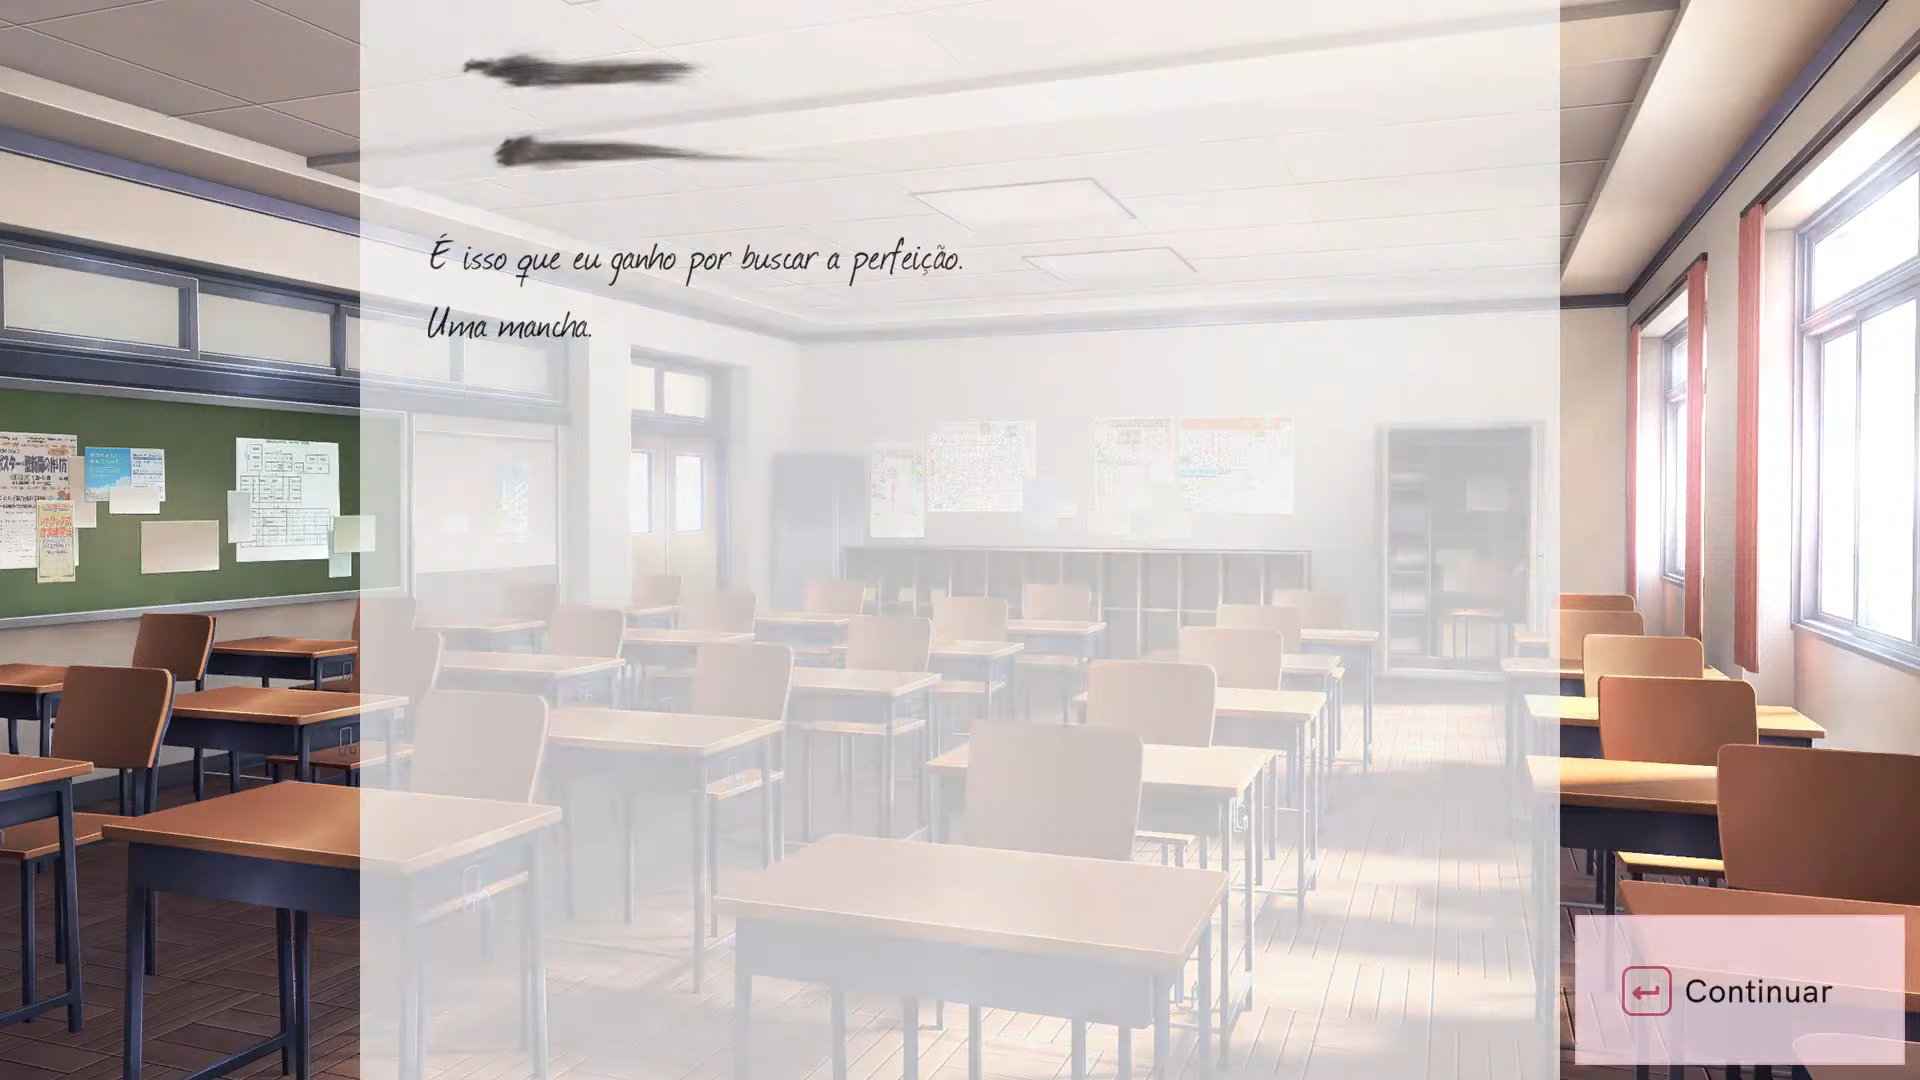 É isso que eu ganho por buscar a perfeição.
Uma mancha.
Continuar